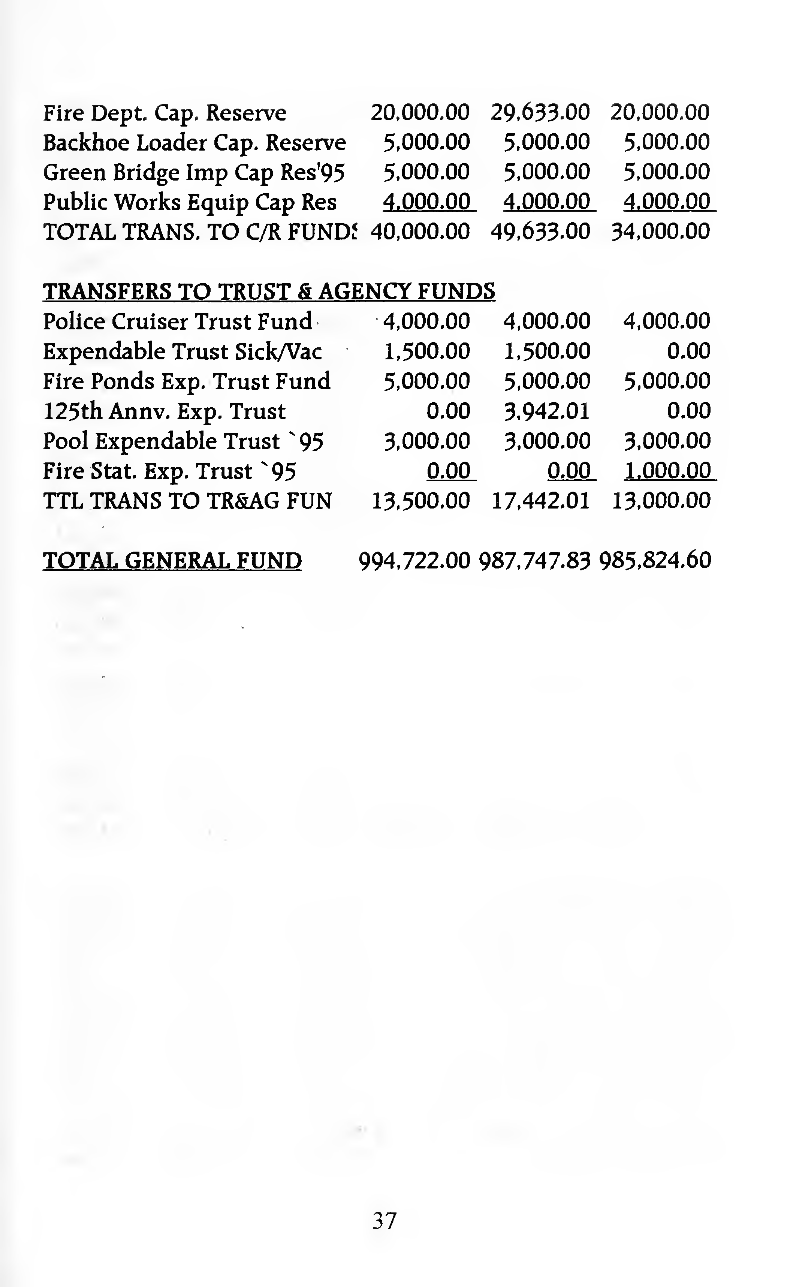 Fire Dept. Cap. Reserve 20,000.00 29,633.00 20,000.00
Backhoe Loader Cap. Reserve 5,000.00 5,000.00 5,000.00
Green Bridge Imp Cap Res'95 5,000.00 5,000.00 5,000.00
Public Works Equip Cap Res 4,000.00 4,000.00 4,000.00
TOTAL TRANS. TO C/R FUNDS 40,000.00 49,633.00 34,000.00
TRANSFERS TO TRUST & AGENCY FUNDS
Police Cruiser Trust Fund 4,000.00 4,000.00 4,000.00
Expendable Trust Sick/Vac 1,500.00 1,500.00 0.00
Fire Ponds Exp. Trust Fund 5,000.00 5,000.00 5,000.00
125th Annv. Exp. Trust 0.00 3,942.01 0.00
Pool Expendable Trust `95 3,000.00 3,000.00 3,000.00
Fire Stat. Exp. Trust `95 0.00 0.00 1,000.00
TTL TRANS TO TR&AG FUN 13,500.00 17,442.01 13,000.00
TOTAL GENERAL FUND 994,722.00 987,747.83 985,824.60
37